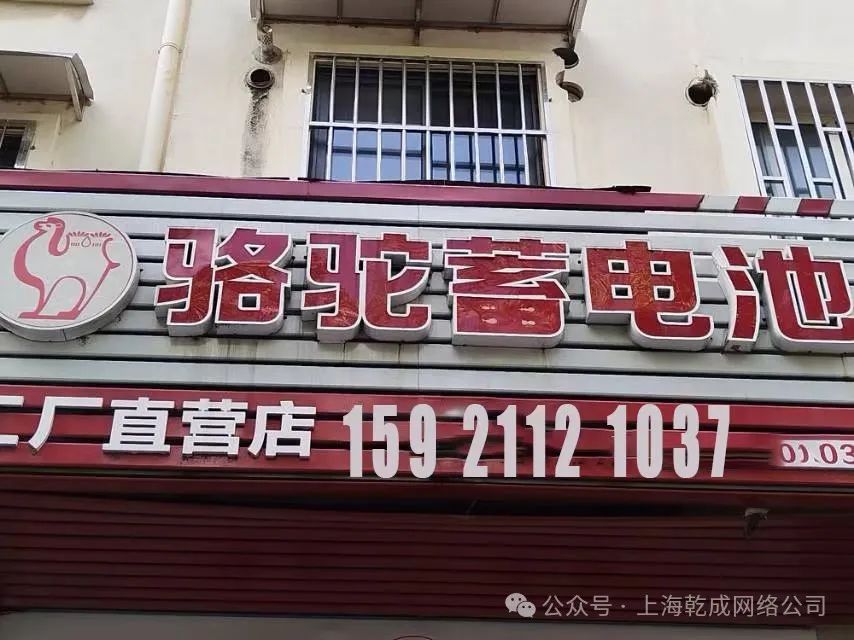 骆驼蓄电池
工厂直营店 159 2112 1037
公众号 · 上海乾成网络公司